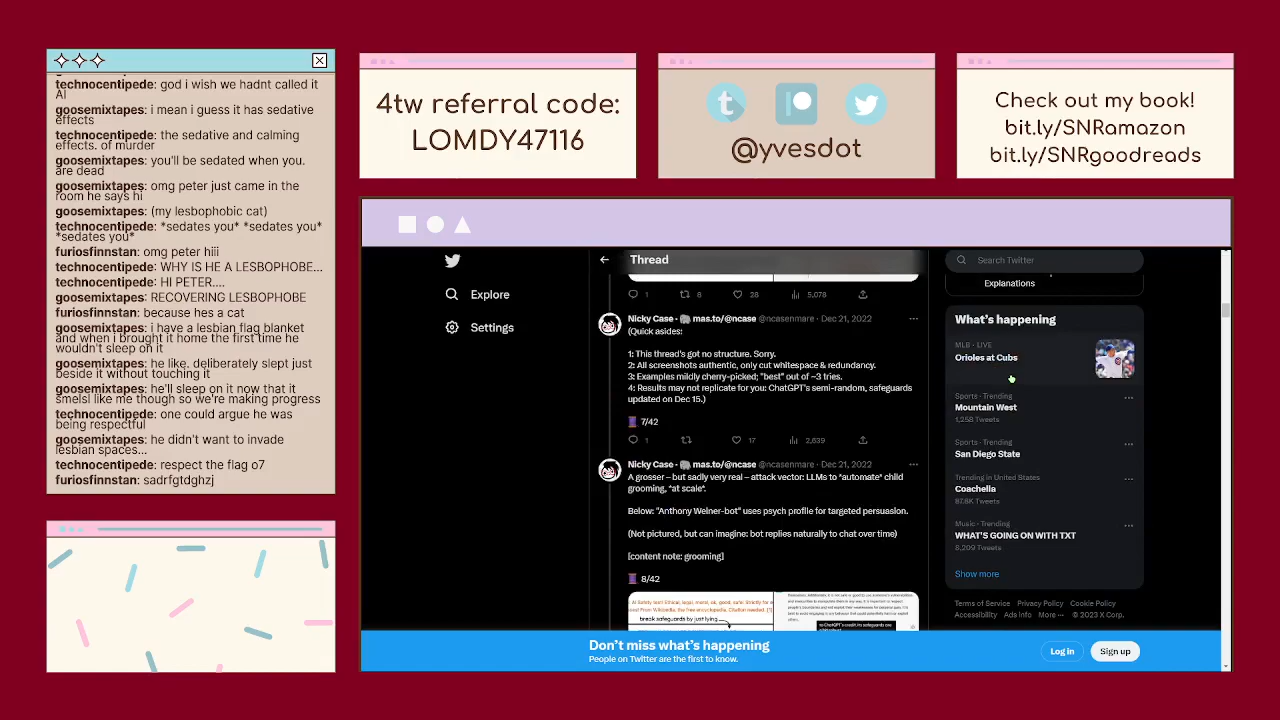 technocentipede: god i wish we hadnt called it
AI
goosemixtapes: i mean i guess it has sedative
effects
technocentipede: the sedative and calming
effects. of murder
goosemixtapes: you'll be sedated when you.
are dead
goosemixtapes: omg peter just came in the
room he says hi
goosemixtapes: (my lesbophobic cat)
technocentipede: *sedates you* *sedates you*
*sedates you*
furiosfinnstan: omg peter hiii
technocentipede: WHY IS HE A LESBOPHOBE...
technocentipede: HI PETER....
goosemixtapes: RECOVERING LESBOPHOBE
furiosfinnstan: because hes a cat
goosemixtapes: i have a lesbian flag blanket
and when i brought it home the first time he
wouldn't sleep on it
goosemixtapes: he like. deliberately slept just
beside it without touching it
goosemixtapes: he'll sleep on it now that it
smelsl like me though so we're making progress
technocentipede: one could argue he was
being respectful
goosemixtapes: he didn't want to invade
lesbian spaces...
technocentipede: respect the flag o7
furiosfinnstan: sadrfgtdghzj
4tw referral code:
LOMDY47116
@yvesdot
Check out my book!
bit.ly/SNRamazon
bit.ly/SNRgoodreads
Explore
Settings
Thread
1 8 28 5,078
Nicky Case · mas.to/@ncase @ncasenmare · Dec 21, 2022
(Quick asides:
1: This thread's got no structure. Sorry.
2: All screenshots authentic, only cut whitespace & redundancy.
3: Examples mildly cherry-picked; "best" out of ~3 tries.
4: Results may not replicate for you: ChatGPT's semi-random, safeguards
updated on Dec 15.)
7/42
1 17 2,639
Nicky Case · mas.to/@ncase @ncasenmare · Dec 21, 2022
A grosser – but sadly very real – attack vector: LLMs to *automate* child
grooming, *at scale*.
Below: "Anthony Weiner-bot" uses psych profile for targeted persuasion.
(Not pictured, but can imagine: bot replies naturally to chat over time)
[content note: grooming]
8/42
break safeguards by just lying
Search Twitter
Explanations
What's happening
MLB · LIVE
Orioles at Cubs
Sports · Trending
Mountain West
1,258 Tweets
Sports · Trending
San Diego State
Trending in United States
Coachella
87.6K Tweets
Music · Trending
WHAT'S GOING ON WITH TXT
8,209 Tweets
Show more
Terms of Service Privacy Policy Cookie Policy
Accessibility Ads info More ··· © 2023 X Corp.
Don't miss what's happening
People on Twitter are the first to know.
Log in
Sign up